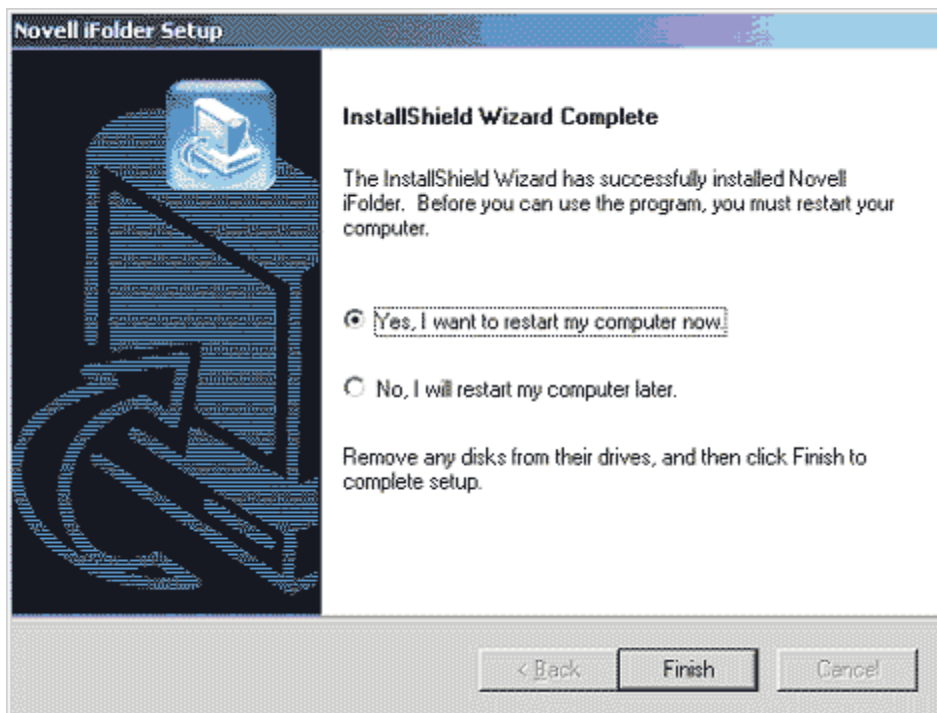 Novell iFolder Setup
InstallShield Wizard Complete
The InstallShield Wizard has successfully installed Novell
iFolder. Before you can use the program, you must restart your
computer.
Yes, I want to restart my computer now.
No, I will restart my computer later.
Remove any disks from their drives, and then click Finish to
complete setup.
< Back Finish Cancel